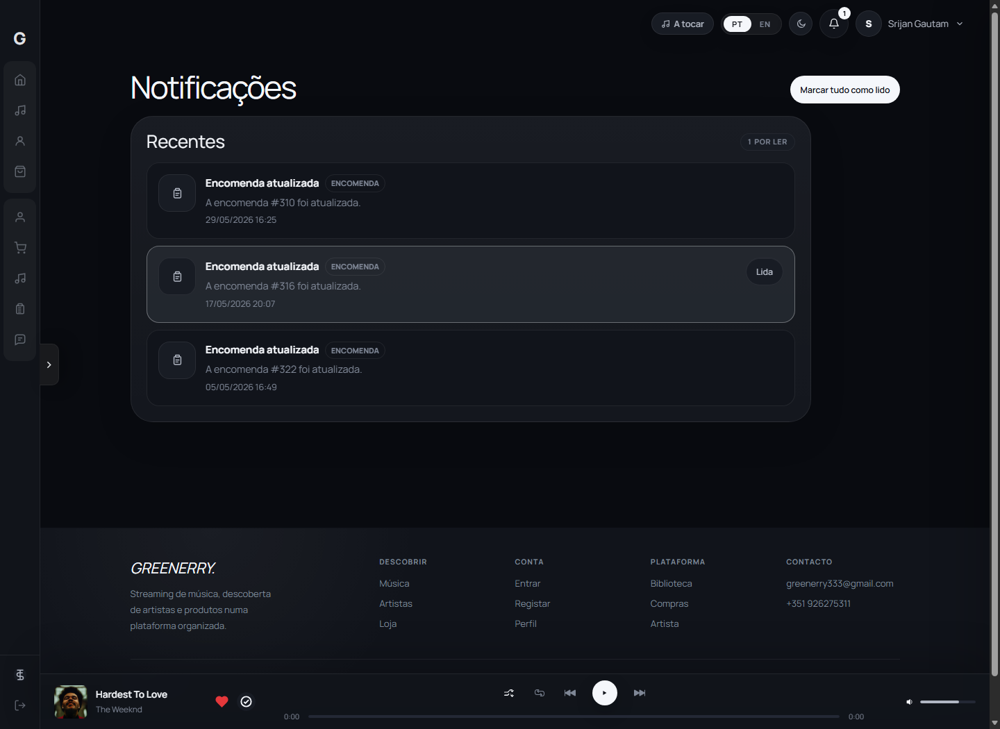 G
A tocar
PT
EN
1
S
Srijan Gautam
Notificações
Marcar tudo como lido
Recentes
1 POR LER
Encomenda atualizada
ENCOMENDA
A encomenda #310 foi atualizada.
29/05/2026 16:25
Encomenda atualizada
ENCOMENDA
A encomenda #316 foi atualizada.
17/05/2026 20:07
Lida
Encomenda atualizada
ENCOMENDA
A encomenda #322 foi atualizada.
05/05/2026 16:49
GREENERRY.
Streaming de música, descoberta
de artistas e produtos numa
plataforma organizada.
DESCOBRIR
Música
Artistas
Loja
CONTA
Entrar
Registar
Perfil
PLATAFORMA
Biblioteca
Compras
Artista
CONTACTO
greenerry333@gmail.com
+351 926275311
Hardest To Love
The Weeknd
0:00
0:00